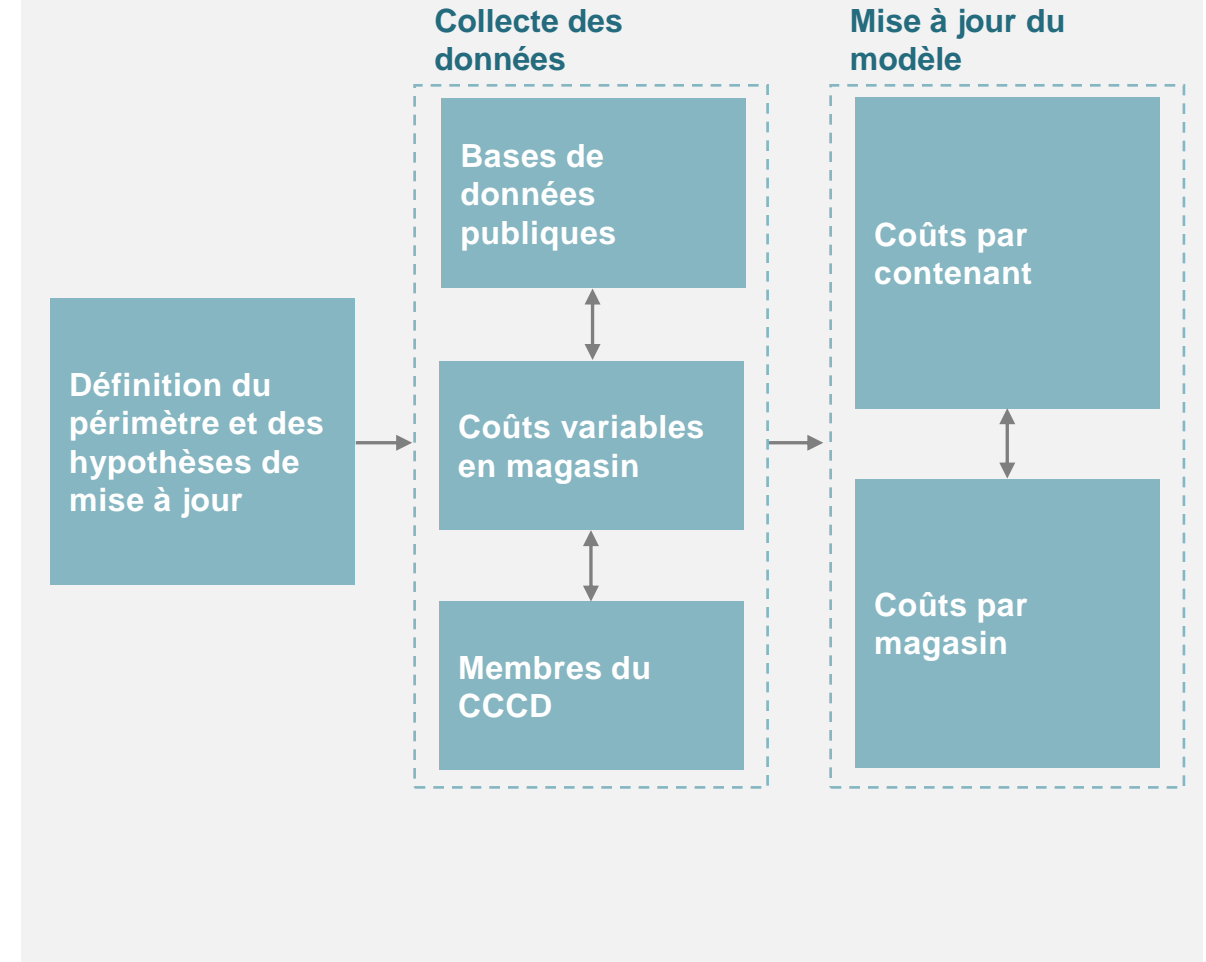 Définition du
périmètre et des
hypothèses de
mise à jour
Collecte des
données
Bases de
données
publiques
Coûts variables
en magasin
Membres du
CCCD
Mise à jour du
modèle
Coûts par
contenant
Coûts par
magasin